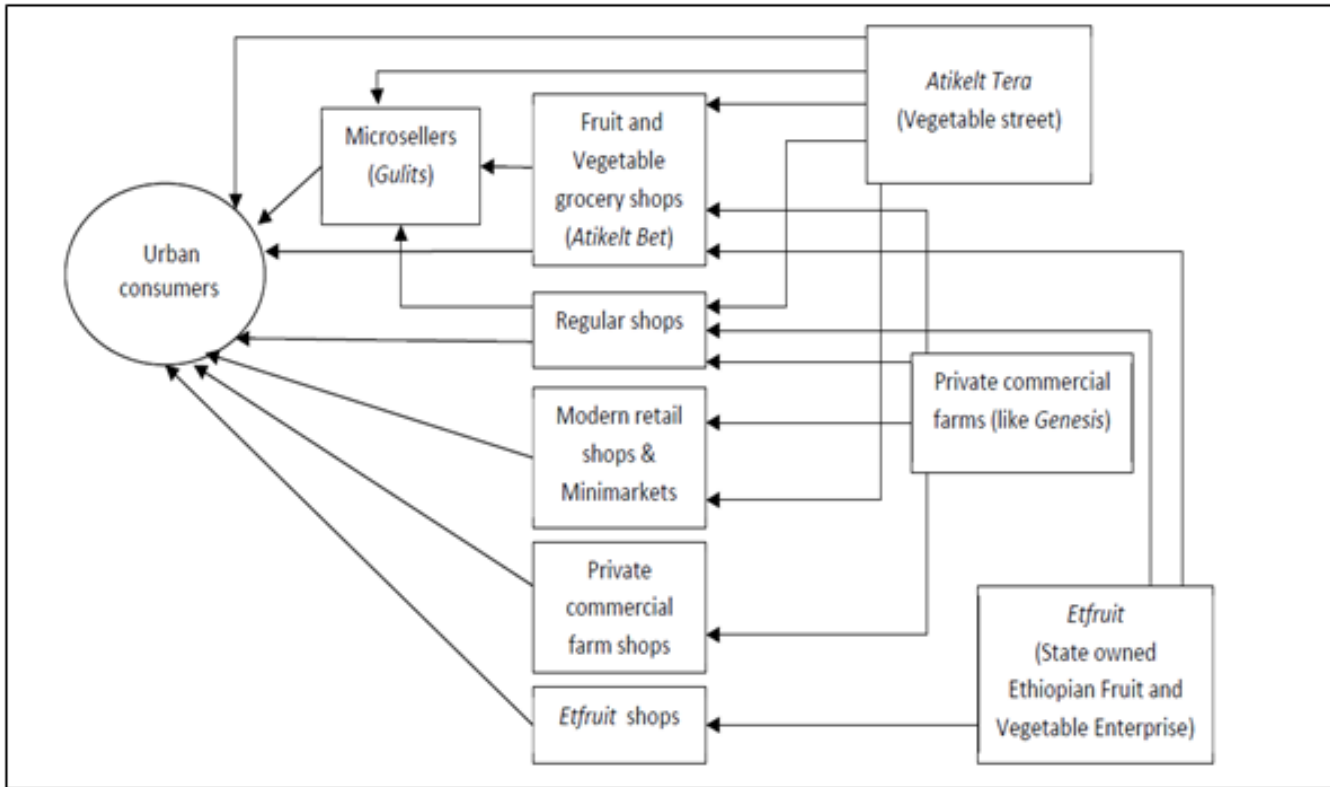 Atikelt Tera
(Vegetable street)
Microsellers
(Gulits)
Fruit and
Vegetable
grocery shops
(Atikelt Bet)
Urban
consumers
Regular shops
Private commercial
farms (like Genesis)
Modern retail
shops &
Minimarkets
Private
commercial
farm shops
Etfruit
(State owned
Ethiopian Fruit and
Vegetable Enterprise)
Etfruit shops